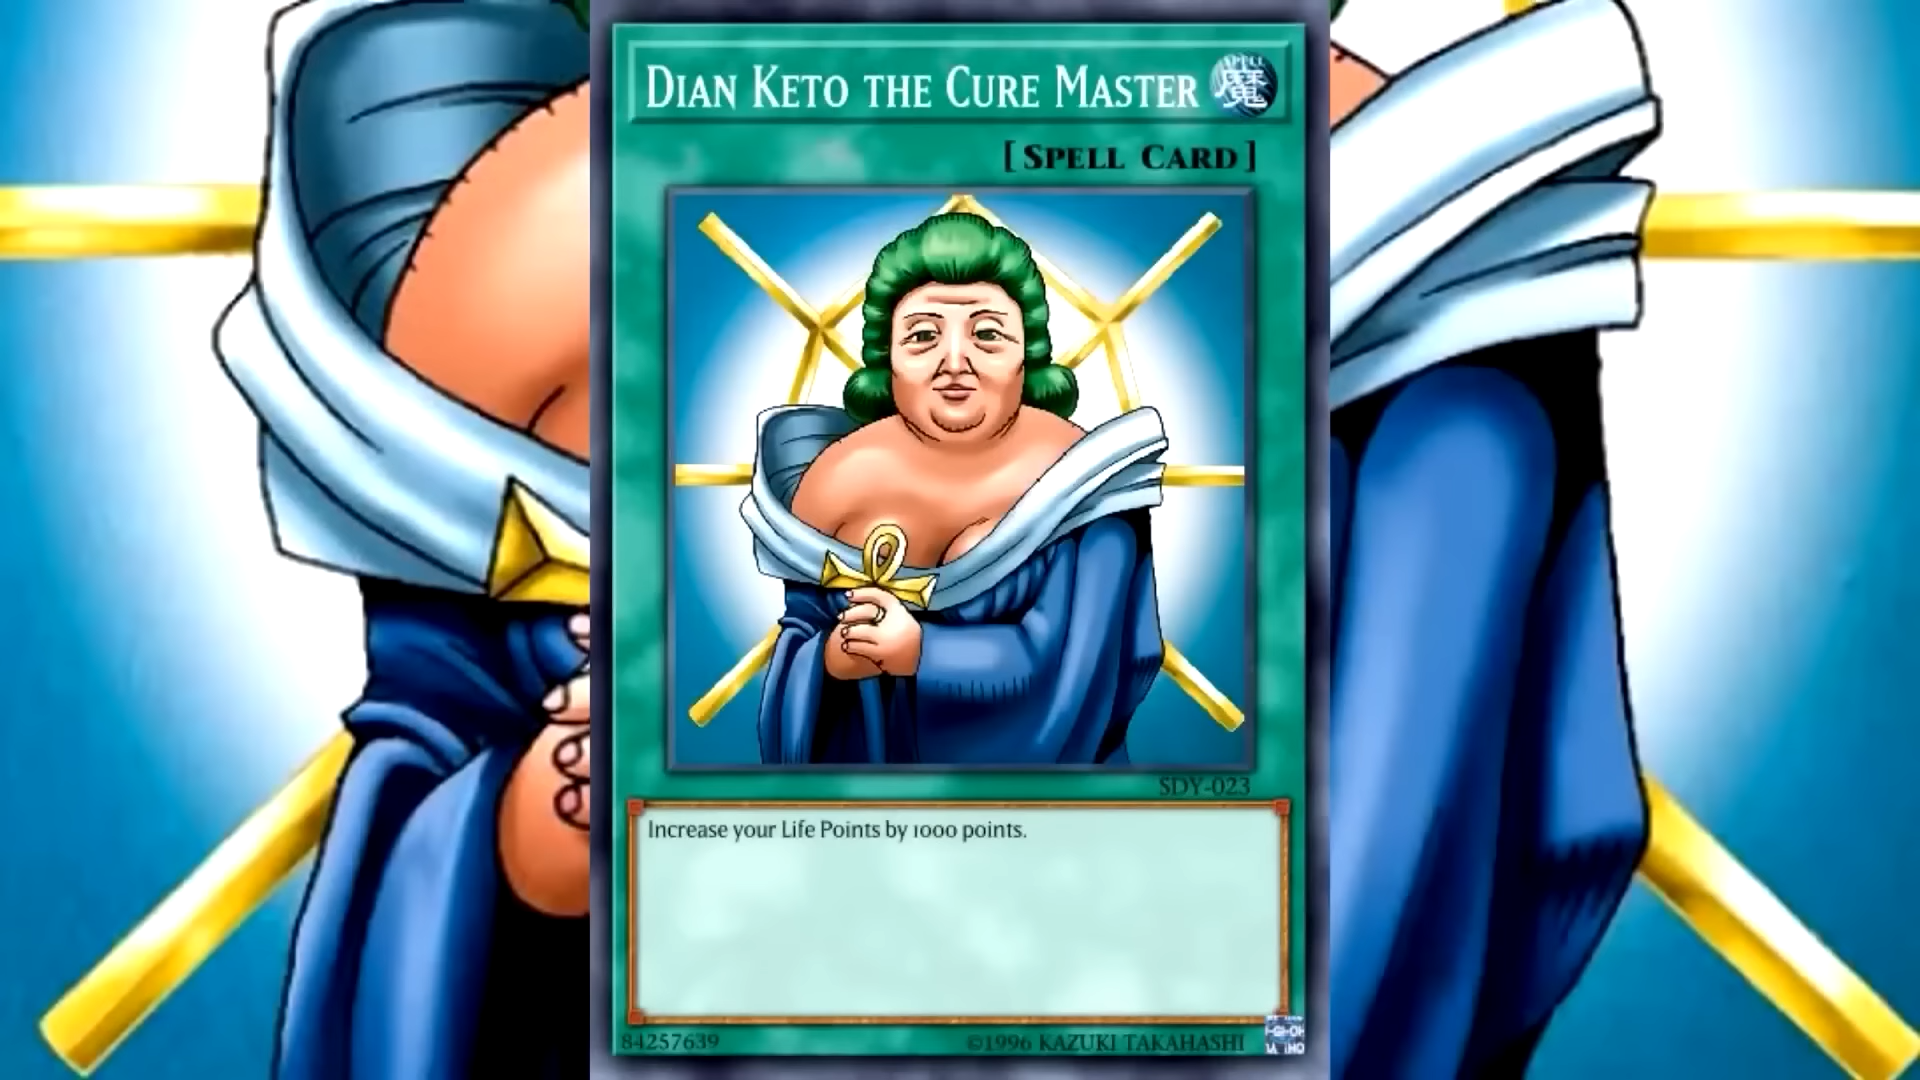 DIAN KETO THE CURE MASTER
SPELL
魔
[SPELL CARD]
SDY-023
Increase your Life Points by 1000 points.
84257639
©1996 KAZUKI TAKAHASHI